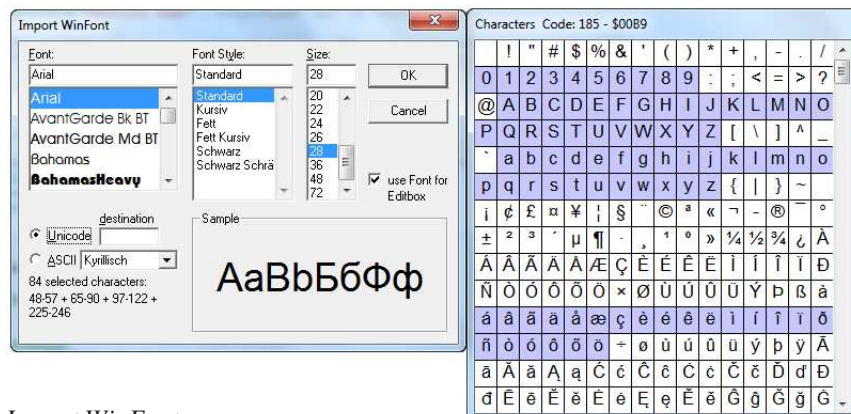 Import WinFont
Font:
Arial
Arial
AvantGarde Bk BT
AvantGarde Md BT
Bahamas
BahamasHeavy
Font Style:
Standard
Standard
Kursiv
Fett
Fett Kursiv
Schwarz
Schwarz Schrä
Size:
28
20
22
24
26
28
36
48
72
OK
Cancel
use Font for
Editbox
destination
Unicode
ASCII Kyrillisch
84 selected characters:
48-57 + 65-90 + 97-122 +
225-246
Sample
AaBbБбФф
Characters Code: 185 - $00B9
! " # $ % & ' ( ) * + , - . /
0 1 2 3 4 5 6 7 8 9 : ; < = > ?
@ A B C D E F G H I J K L M N O
P Q R S T U V W X Y Z [ \ ] ^ _
` a b c d e f g h i j k l m n o
p q r s t u v w x y z { | } ~
¡ ¢ £ ¤ ¥ ¦ § ¨ © ª « ¬ - ® ¯ °
± ² ³ ´ µ ¶ · ¸ ¹ º » ¼ ½ ¾ ¿ À
Á Â Ã Ä Å Æ Ç È É Ê Ë Ì Í Î Ï Ð
Ñ Ò Ó Ô Õ Ö × Ø Ù Ú Û Ü Ý Þ ß à
á â ã ä å æ ç è é ê ë ì í î ï ð
ñ ò ó ô õ ö ÷ ø ù ú û ü ý þ ÿ Ā
ā Ă ă Ą ą Ć ć Ĉ ĉ Ċ ċ Č č Ď ď Đ
đ Ē ē Ĕ ĕ Ė ė Ę ę Ě ě Ĝ ĝ Ğ ğ Ġ